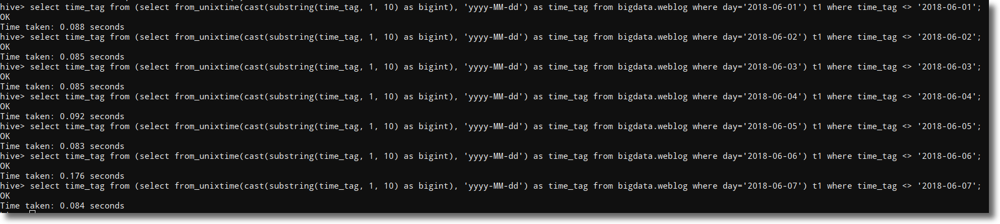 hive> select time_tag from (select from_unixtime(cast(substring(time_tag, 1, 10) as bigint), 'yyyy-MM-dd') as time_tag from bigdata.weblog where day='2018-06-01') t1 where time_tag <> '2018-06-01';
OK
Time taken: 0.088 seconds
hive> select time_tag from (select from_unixtime(cast(substring(time_tag, 1, 10) as bigint), 'yyyy-MM-dd') as time_tag from bigdata.weblog where day='2018-06-02') t1 where time_tag <> '2018-06-02';
OK
Time taken: 0.085 seconds
hive> select time_tag from (select from_unixtime(cast(substring(time_tag, 1, 10) as bigint), 'yyyy-MM-dd') as time_tag from bigdata.weblog where day='2018-06-03') t1 where time_tag <> '2018-06-03';
OK
Time taken: 0.085 seconds
hive> select time_tag from (select from_unixtime(cast(substring(time_tag, 1, 10) as bigint), 'yyyy-MM-dd') as time_tag from bigdata.weblog where day='2018-06-04') t1 where time_tag <> '2018-06-04';
OK
Time taken: 0.092 seconds
hive> select time_tag from (select from_unixtime(cast(substring(time_tag, 1, 10) as bigint), 'yyyy-MM-dd') as time_tag from bigdata.weblog where day='2018-06-05') t1 where time_tag <> '2018-06-05';
OK
Time taken: 0.083 seconds
hive> select time_tag from (select from_unixtime(cast(substring(time_tag, 1, 10) as bigint), 'yyyy-MM-dd') as time_tag from bigdata.weblog where day='2018-06-06') t1 where time_tag <> '2018-06-06';
OK
Time taken: 0.176 seconds
hive> select time_tag from (select from_unixtime(cast(substring(time_tag, 1, 10) as bigint), 'yyyy-MM-dd') as time_tag from bigdata.weblog where day='2018-06-07') t1 where time_tag <> '2018-06-07';
OK
Time taken: 0.084 seconds